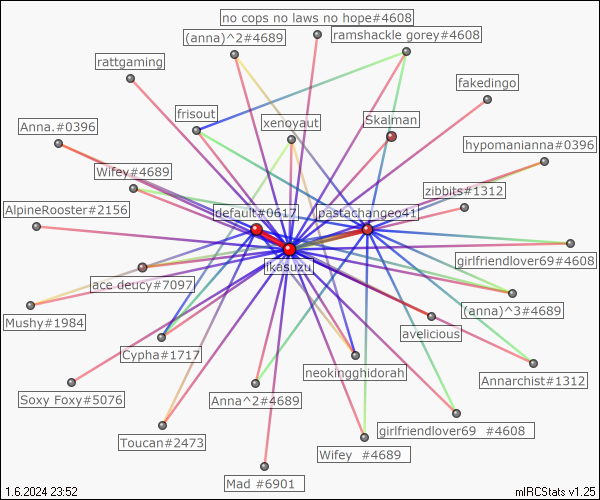 no cops no laws no hope#4608
(anna)^2#4689
ramshackle gorey#4608
rattgaming
fakedingo
frisout
xenoyaut
Skalman
Anna.#0396
hypomanianna#0396
Wifey#4689
zibbits#1312
AlpineRooster#2156
default#0617
pastachangeo41
girlfriendlover69#4608
ikasuzu
ace deucy#7097
(anna)^3#4689
Mushy#1984
avelicious
Cypha#1717
neokingghidorah
Annarchist#1312
Soxy Foxy#5076
Anna^2#4689
girlfriendlover69 #4608
Toucan#2473
Wifey #4689
Mad #6901
1.6.2024 23:52
mIRCStats v1.25